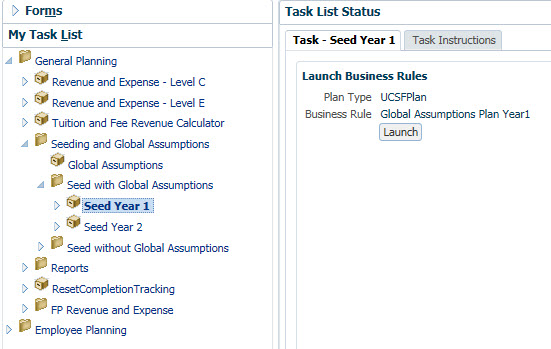 Forms
My Task List
General Planning
Revenue and Expense - Level C
Revenue and Expense - Level E
Tuition and Fee Revenue Calculator
Seeding and Global Assumptions
Global Assumptions
Seed with Global Assumptions
Seed Year 1
Seed Year 2
Seed without Global Assumptions
Reports
ResetCompletionTracking
FP Revenue and Expense
Employee Planning
Task List Status
Task - Seed Year 1
Task Instructions
Launch Business Rules
Plan Type UCSFPlan
Business Rule Global Assumptions Plan Year1
Launch